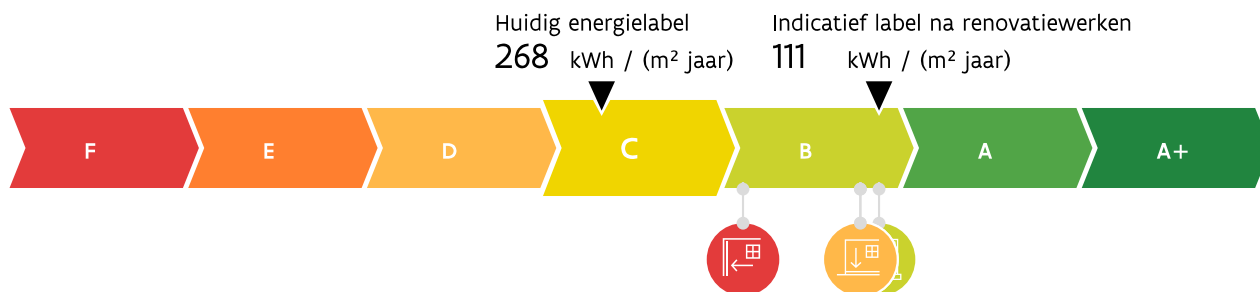 Huidig energielabel
268 kWh / (m² jaar)
Indicatief label na renovatiewerken
111 kWh / (m² jaar)
F E D C B A A+